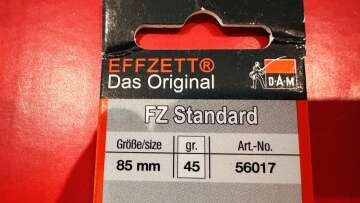 EFFZETT®
Das Original
D·A·M
FZ Standard
Größe/size gr. Art.-No.
85 mm 45 56017